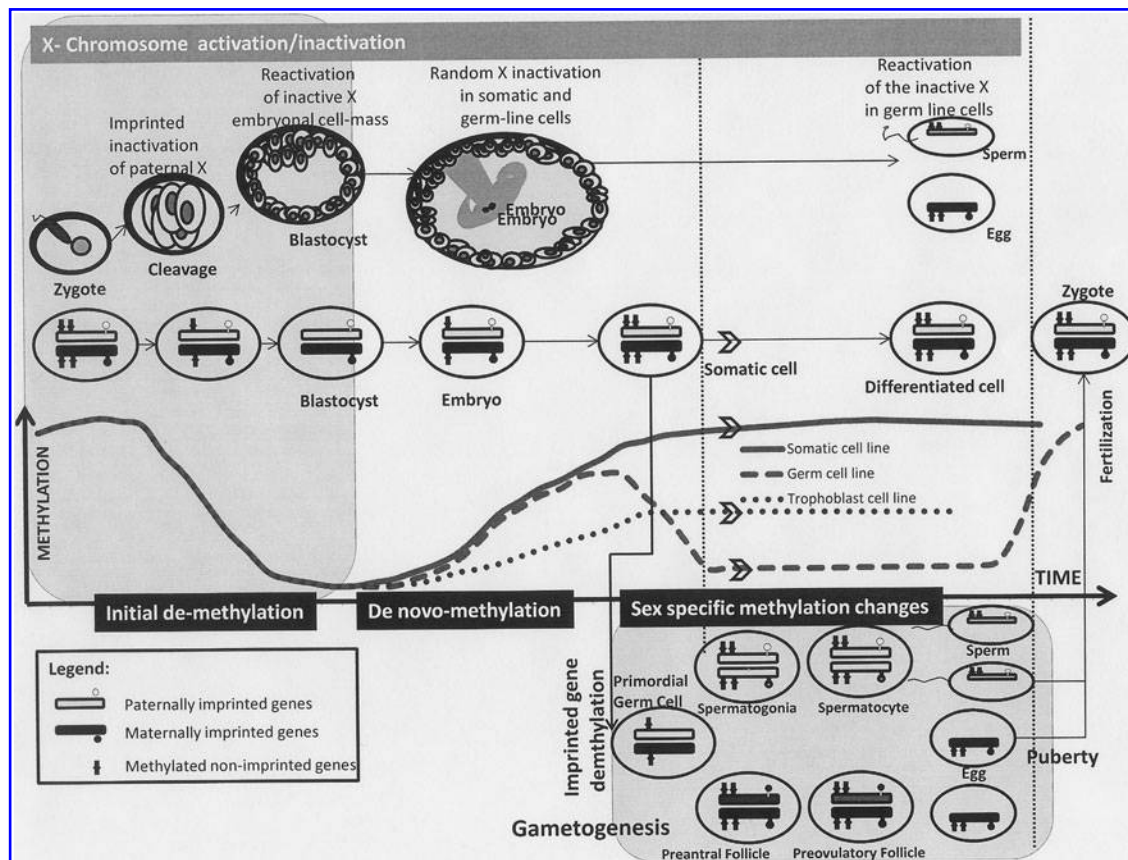 X- Chromosome activation/inactivation
Reactivation
of inactive X
embryonal cell-mass
Random X inactivation
in somatic and
germ-line cells
Reactivation
of the inactive X
in germ line cells
Imprinted
inactivation
of paternal X
Sperm
Embryo
Embryo
Egg
Blastocyst
Cleavage
Zygote
Zygote
Somatic cell
Differentiated cell
Blastocyst
Embryo
METHYLATION
Somatic cell line
Germ cell line
Trophoblast cell line
Fertilization
TIME
Initial de-methylation
De novo-methylation
Sex specific methylation changes
Legend:
Paternally imprinted genes
Maternally imprinted genes
Methylated non-imprinted genes
Imprinted gene
demthylation
Primordial
Germ Cell
Spermatogonia
Spermatocyte
Sperm
Egg
Puberty
Gametogenesis
Preantral Follicle
Preovulatory Follicle